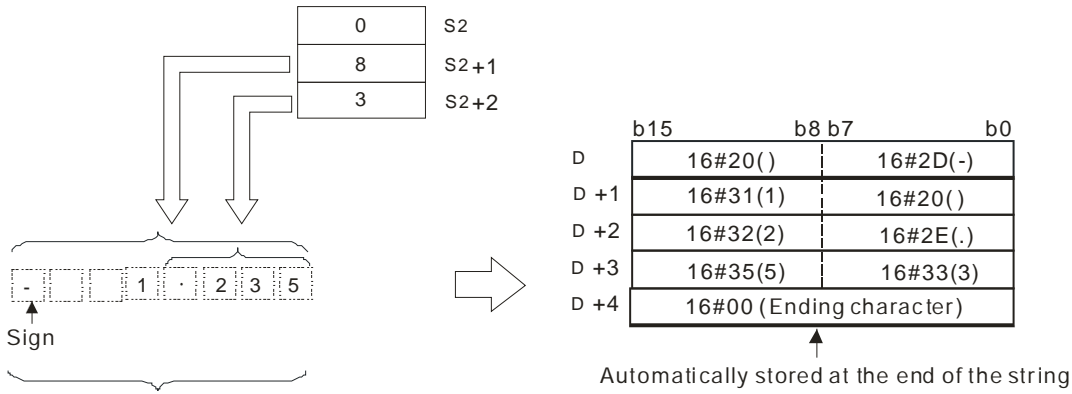 0 S2
8 S2+1
3 S2+2
- 1 . 2 3 5
Sign
b15 b8 b7 b0
D 16#20( ) 16#2D(-)
D +1 16#31(1) 16#20( )
D +2 16#32(2) 16#2E(.)
D +3 16#35(5) 16#33(3)
D +4 16#00 (Ending character)
Automatically stored at the end of the string